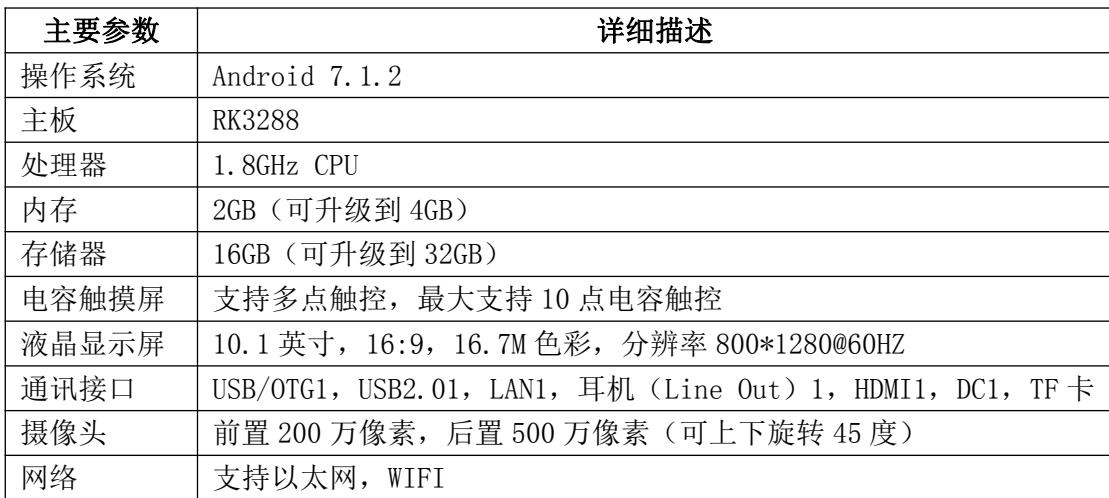 主要参数 详细描述
操作系统 Android 7.1.2
主板 RK3288
处理器 1.8GHz CPU
内存 2GB（可升级到 4GB）
存储器 16GB（可升级到 32GB）
电容触摸屏 支持多点触控，最大支持 10 点电容触控
液晶显示屏 10.1 英寸，16:9，16.7M 色彩，分辨率 800*1280@60HZ
通讯接口 USB/OTG1，USB2.01，LAN1，耳机（Line Out）1，HDMI1，DC1，TF 卡
摄像头 前置 200 万像素，后置 500 万像素（可上下旋转 45 度）
网络 支持以太网，WIFI